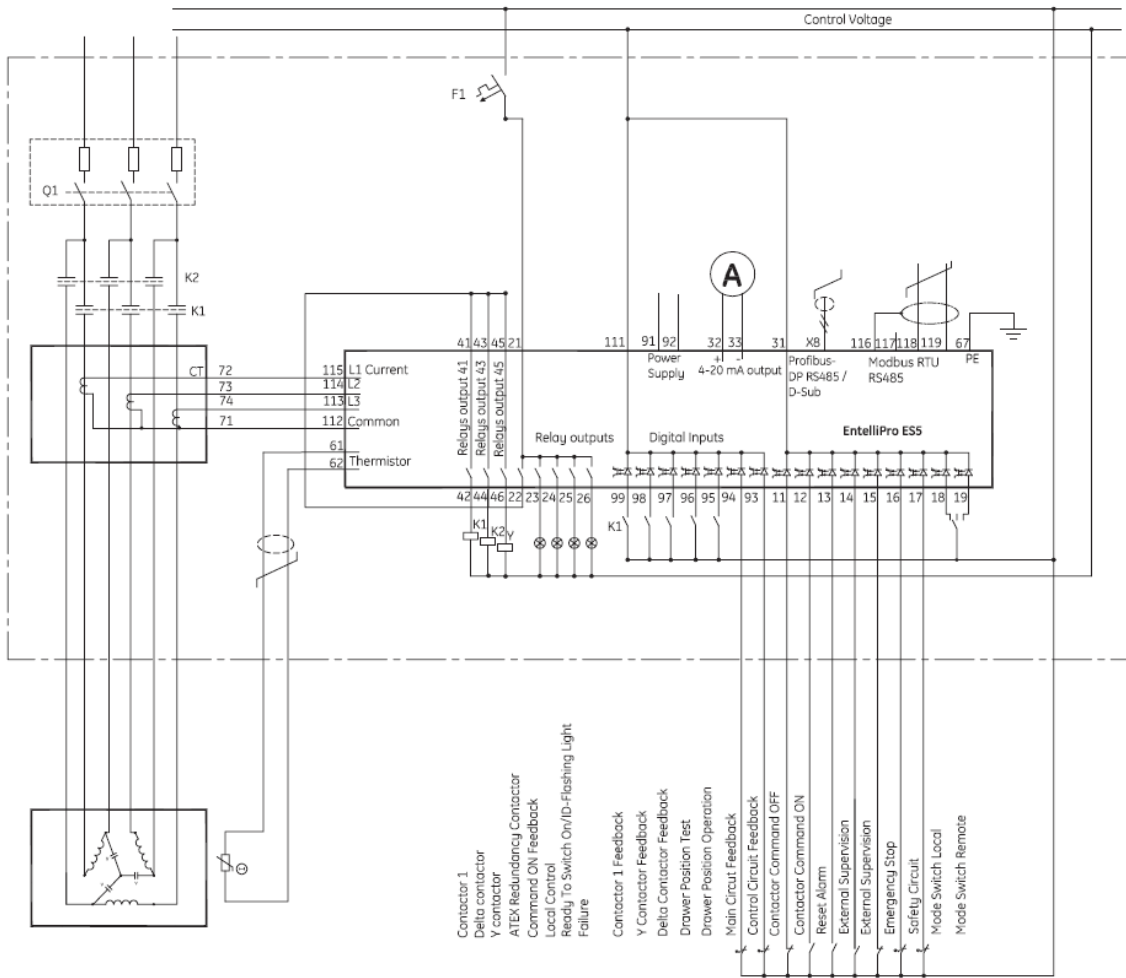 Control Voltage
F1
Q1
K2
K1
41 43 45 21 111 91 92 32 33 31 X8 116 117 118 119 67
Power
Supply
+ -
4-20 mA output
Profibus-
DP RS485 /
D-Sub
Modbus RTU
RS485
PE
A
CT 72 115 L1 Current
73 114 L2
74 113 L3
71 112 Common
61
62 Thermistor
Relays output 41
Relays output 43
Relays output 45
Relay outputs
Digital Inputs
EntelliPro ES5
42 44 46 22 23 24 25 26 99 98 97 96 95 94 93 11 12 13 14 15 16 17 18 19
K1
K2
Y
K1
Contactor 1
Delta contactor
Y contactor
ATEX Redundancy Contactor
Command ON Feedback
Local Control
Ready To Switch On/ID-Flashing Light
Failure
Contactor 1 Feedback
Y Contactor Feedback
Delta Contactor Feedback
Drawer Position Test
Drawer Position Operation
Main Circut Feedback
Control Circuit Feedback
Contactor Command OFF
Contactor Command ON
Reset Alarm
External Supervision
External Supervision
Emergency Stop
Safety Circuit
Mode Switch Local
Mode Switch Remote